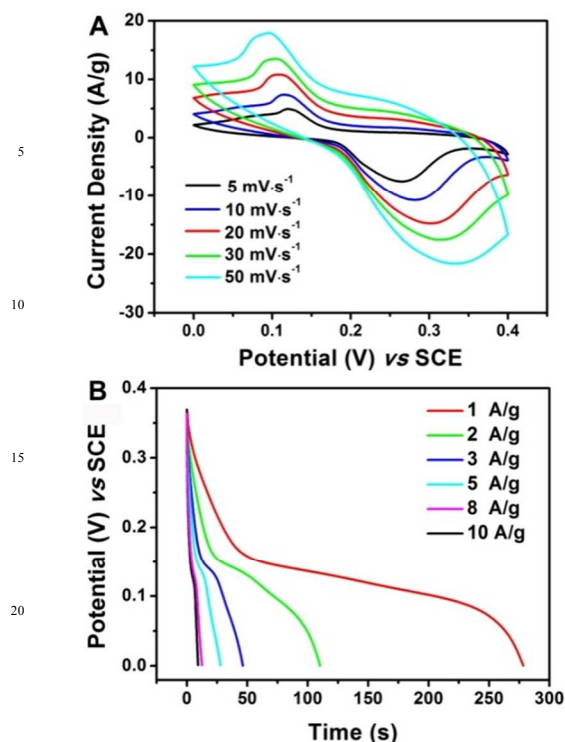 A
Current Density (A/g)
20
10
0
-10
-20
-30
5 mV·s⁻¹
10 mV·s⁻¹
20 mV·s⁻¹
30 mV·s⁻¹
50 mV·s⁻¹
0.0 0.1 0.2 0.3 0.4
Potential (V) vs SCE
5
10
15
20
B
Potential (V) vs SCE
0.4
0.3
0.2
0.1
0.0
1 A/g
2 A/g
3 A/g
5 A/g
8 A/g
10 A/g
0 50 100 150 200 250 300
Time (s)